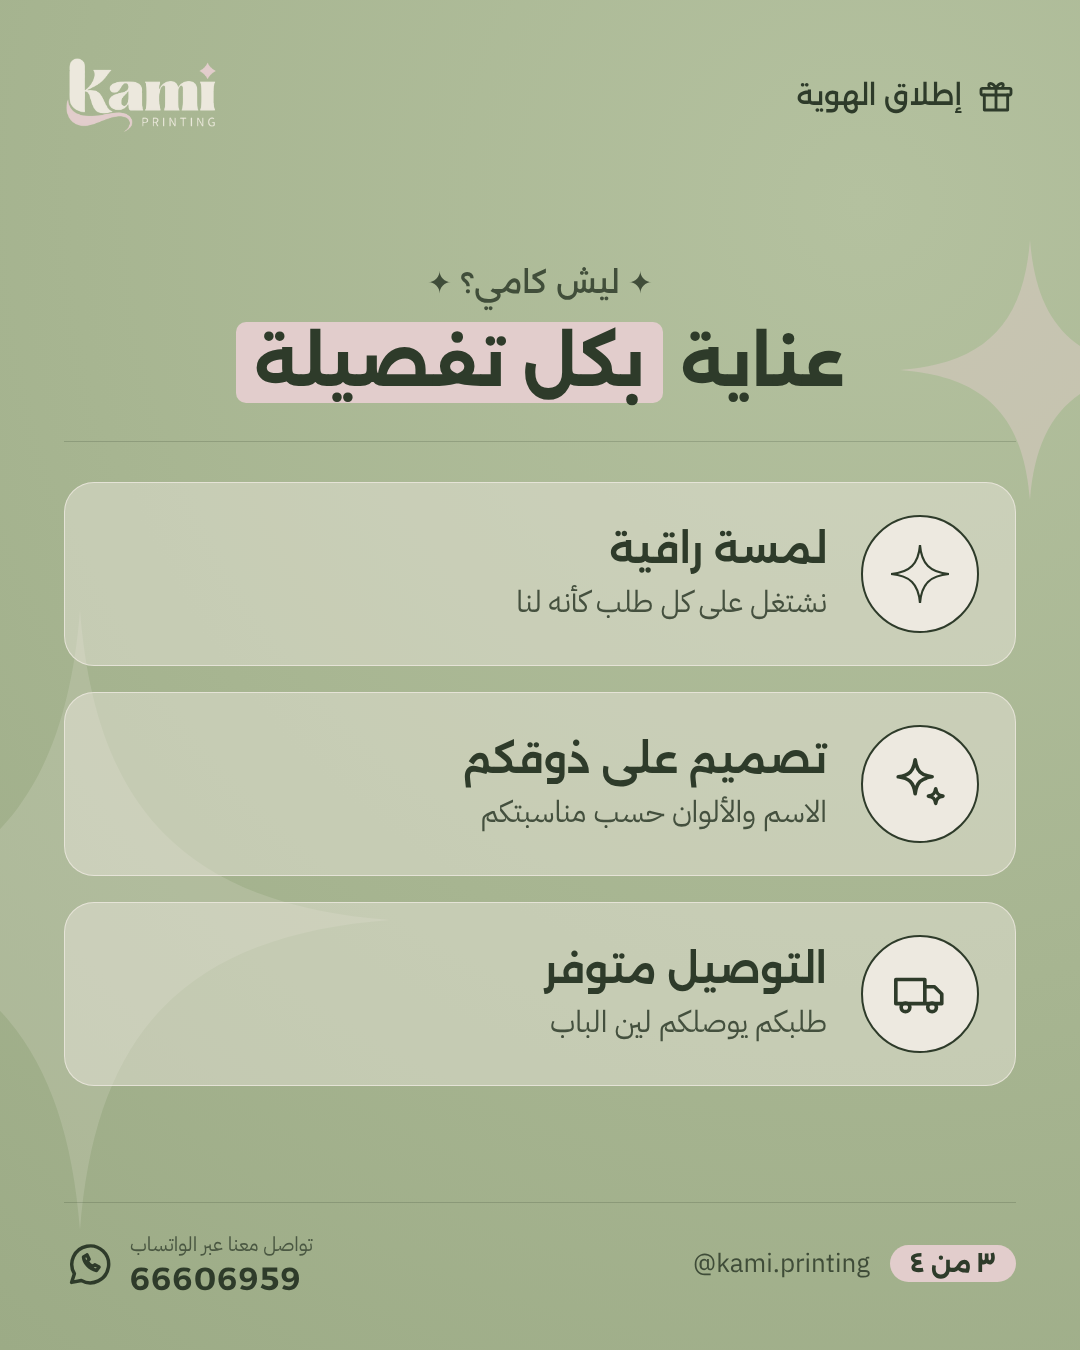 إطلاق الهوية
kami
PRINTING
✦ ليش كامي؟ ✦
عناية بكل تفصيلة
لمسة راقية
نشتغل على كل طلب كأنه لنا
تصميم على ذوقكم
الاسم والألوان حسب مناسبتكم
التوصيل متوفر
طلبكم يوصلكم لين الباب
٣ من ٤
@kami.printing
تواصل معنا عبر الواتساب
66606959